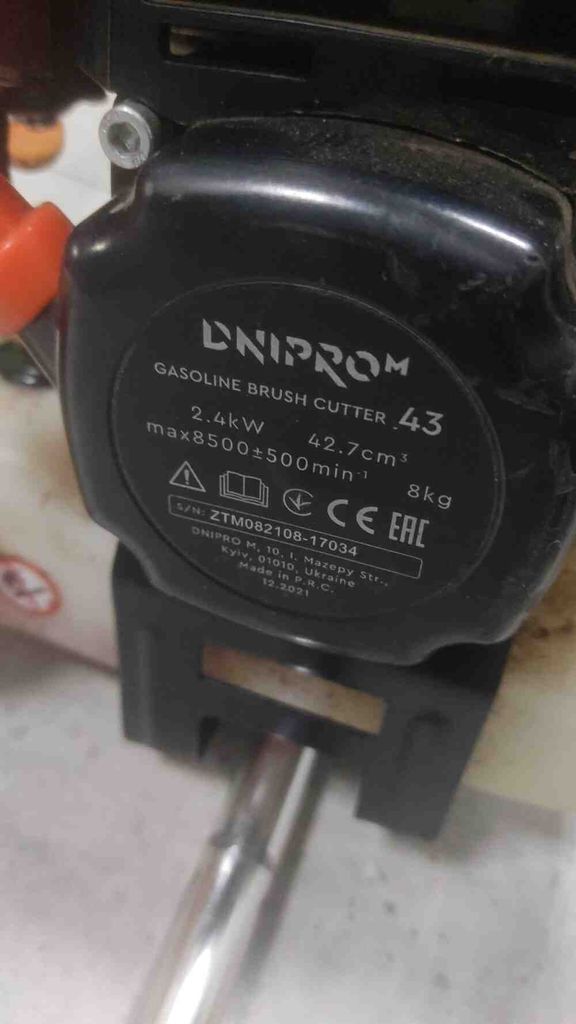 DNIPROM
GASOLINE BRUSH CUTTER .43
2.4kW 42.7cm³
max8500±500min⁻¹ 8kg
CE EAC
S/N: ZTM082108-17034
DNIPRO M, 10, I. Mazepy Str.,
Kyiv, 01010, Ukraine
Made in P.R.C.
12.2021